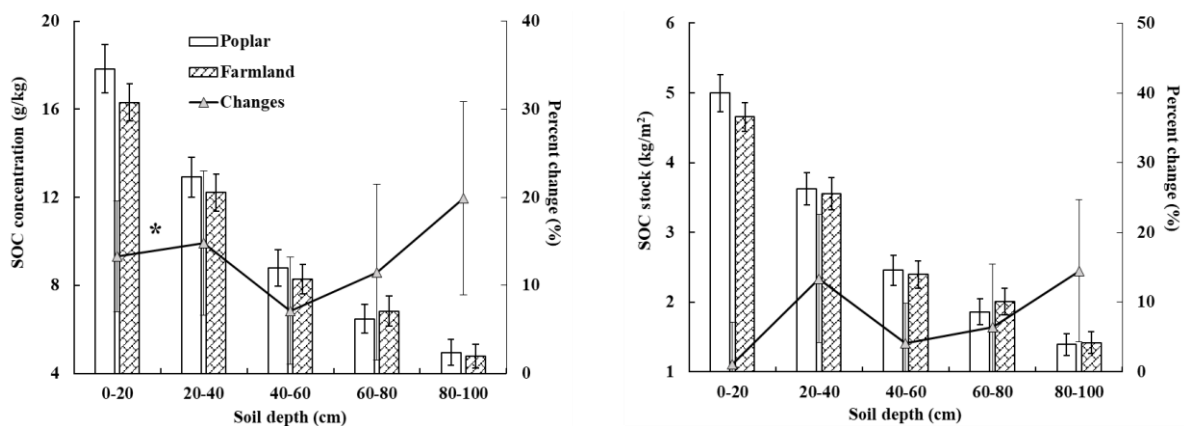 20
16
12
8
4
SOC concentration (g/kg)
Poplar
Farmland
Changes
*
40
30
20
10
0
Percent change (%)
0-20 20-40 40-60 60-80 80-100
Soil depth (cm)
6
5
4
3
2
1
SOC stock (kg/m²)
50
40
30
20
10
0
Percent change (%)
0-20 20-40 40-60 60-80 80-100
Soil depth (cm)